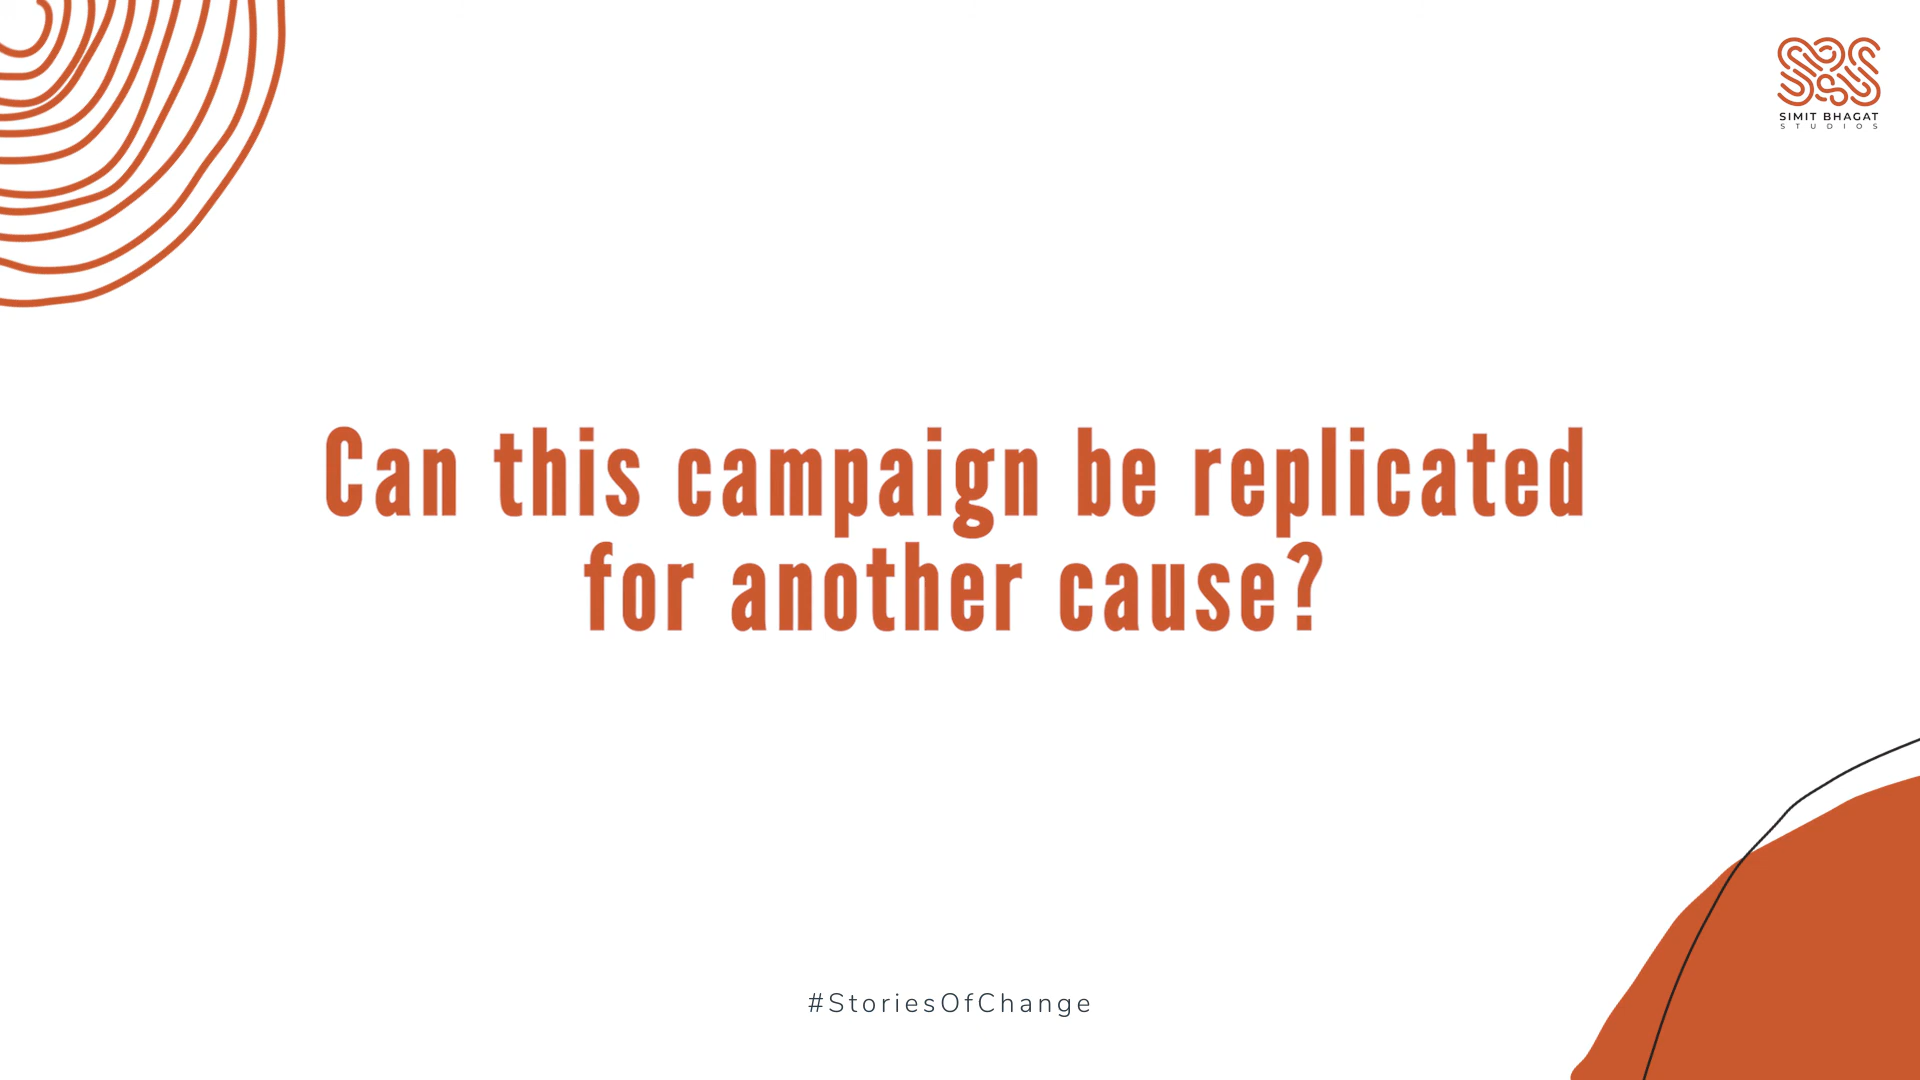 SIMIT BHAGAT
STUDIOS
Can this campaign be replicated
for another cause?
#StoriesOfChange